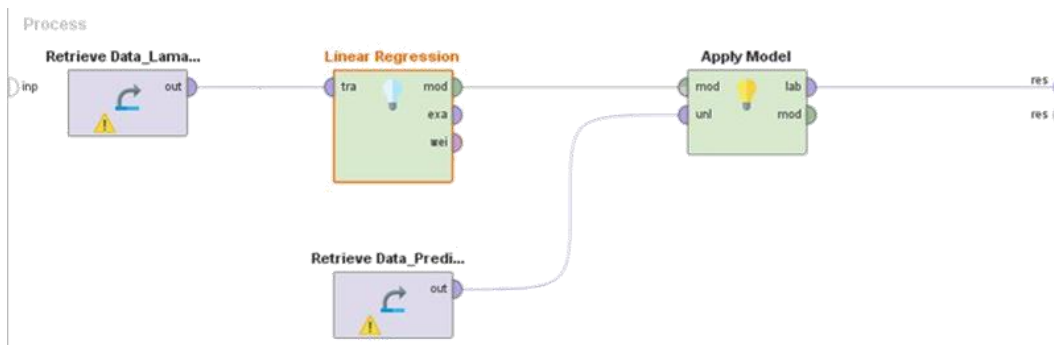 Process
Retrieve Data_Lama...
Linear Regression
Apply Model
inp
out
tra
mod
exa
wei
mod
unl
lab
mod
res
res
Retrieve Data_Predi...
out